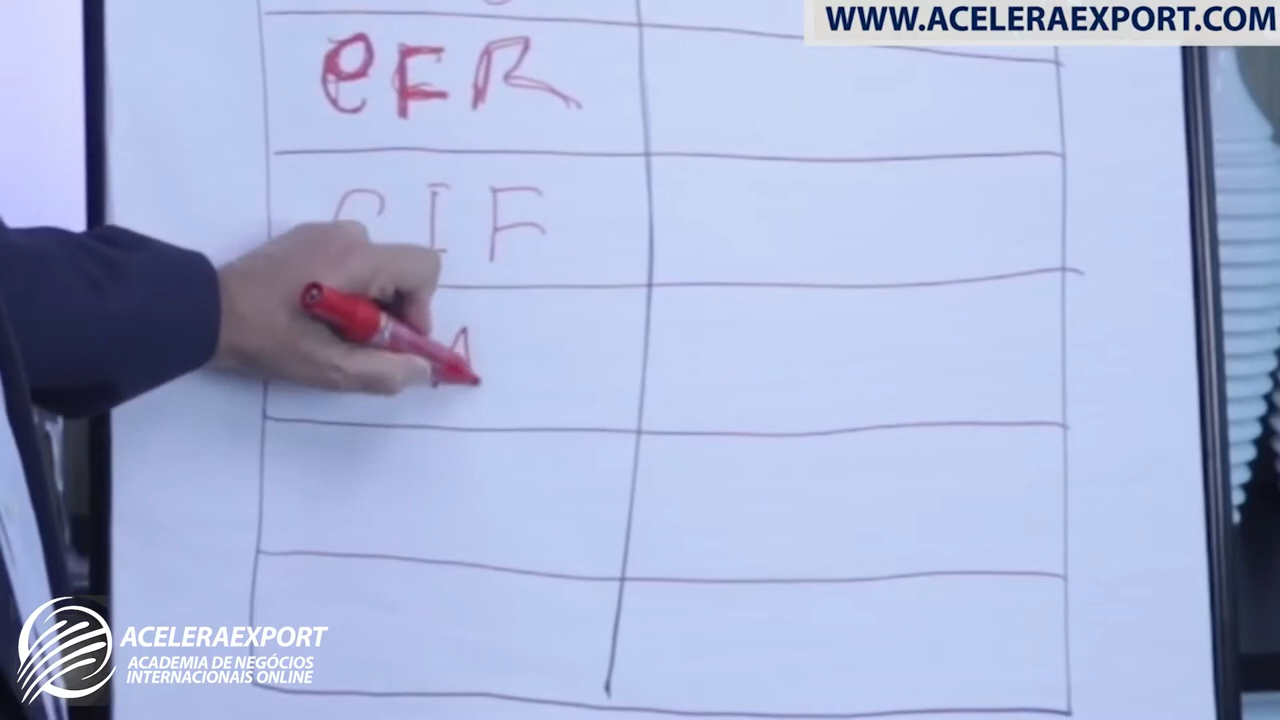 WWW.ACELERAEXPORT.COM
CFR
CIF
A
ACELERAEXPORT
ACADEMIA DE NEGÓCIOS
INTERNACIONAIS ONLINE